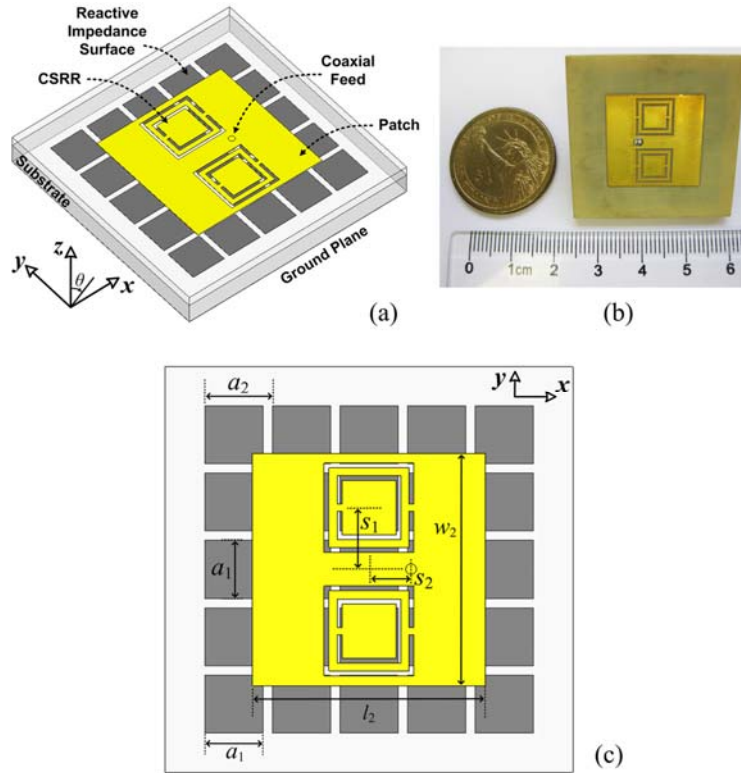 Reactive
Impedance
Surface
CSRR
Coaxial
Feed
Patch
Substrate
Ground Plane
z
θ
y
x
(a)
0 1cm 2 3 4 5 6
(b)
y
x
a₂
s₁
w₂
a₁
s₂
l₂
a₁
(c)